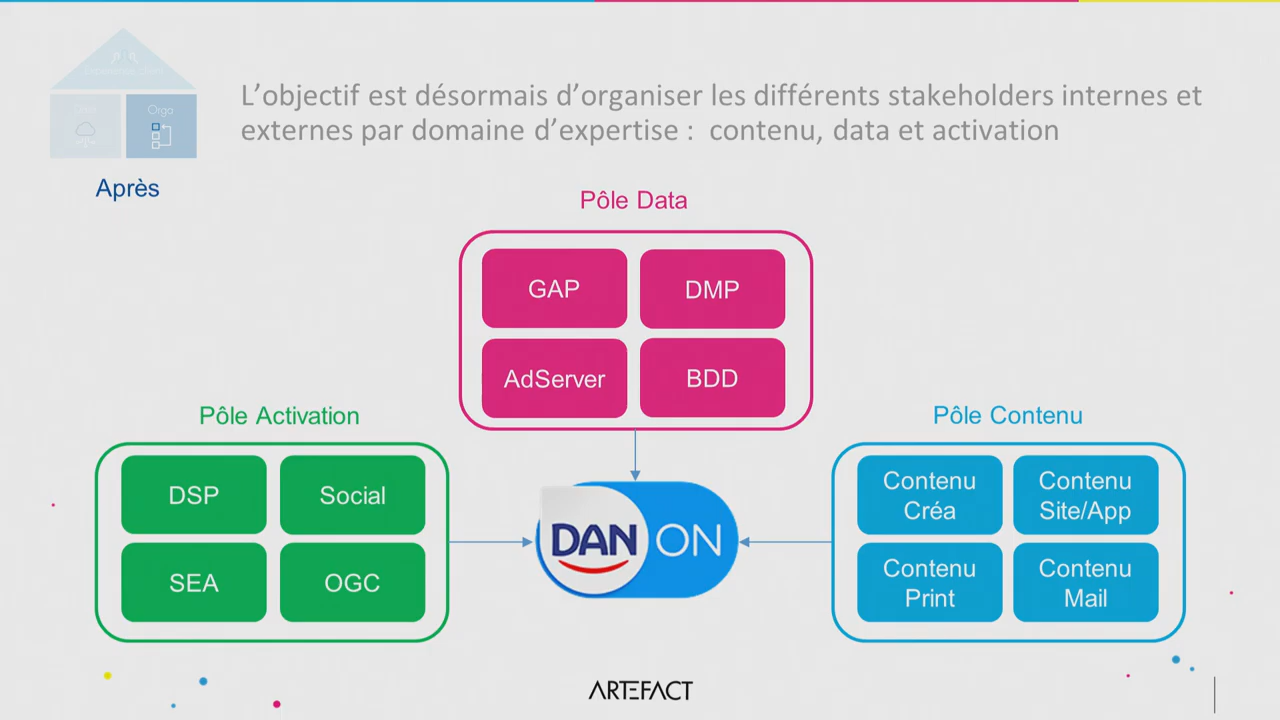 L’objectif est désormais d’organiser les différents stakeholders internes et
externes par domaine d’expertise :  contenu, data et activation
Orga
Après
Pôle Data
GAP
DMP
AdServer
BDD
Pôle Activation
DSP
Social
SEA
OGC
Pôle Contenu
Contenu
Créa
Contenu
Site/App
Contenu
Print
Contenu
Mail
DAN ON
ARTEFACT